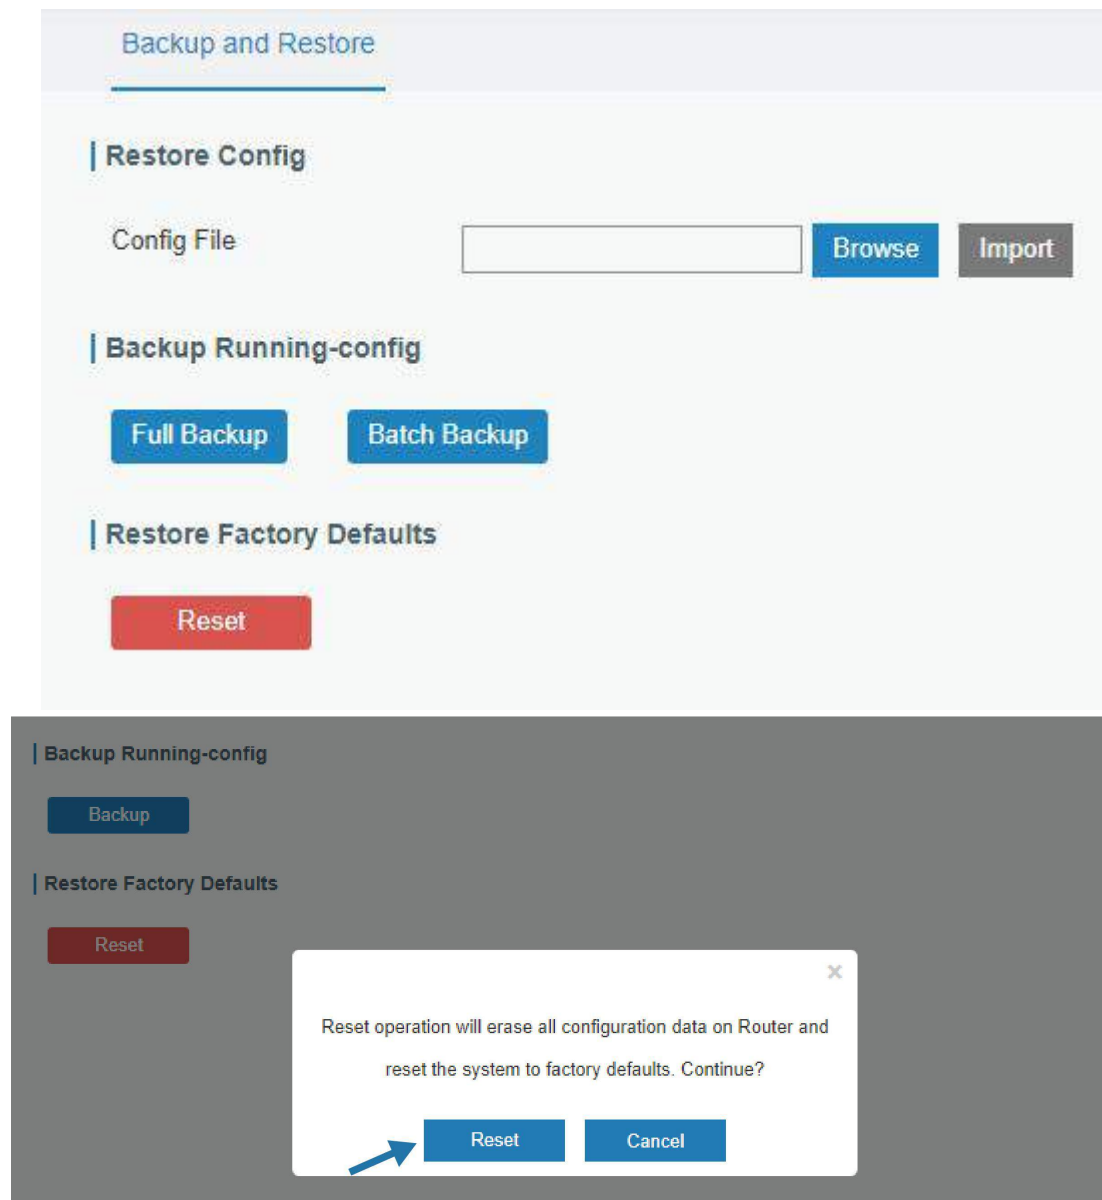 Backup and Restore
Restore Config
Config File
Browse
Import
Backup Running-config
Full Backup
Batch Backup
Restore Factory Defaults
Reset
Backup Running-config
Backup
Restore Factory Defaults
Reset
×
Reset operation will erase all configuration data on Router and
reset the system to factory defaults. Continue?
Reset
Cancel